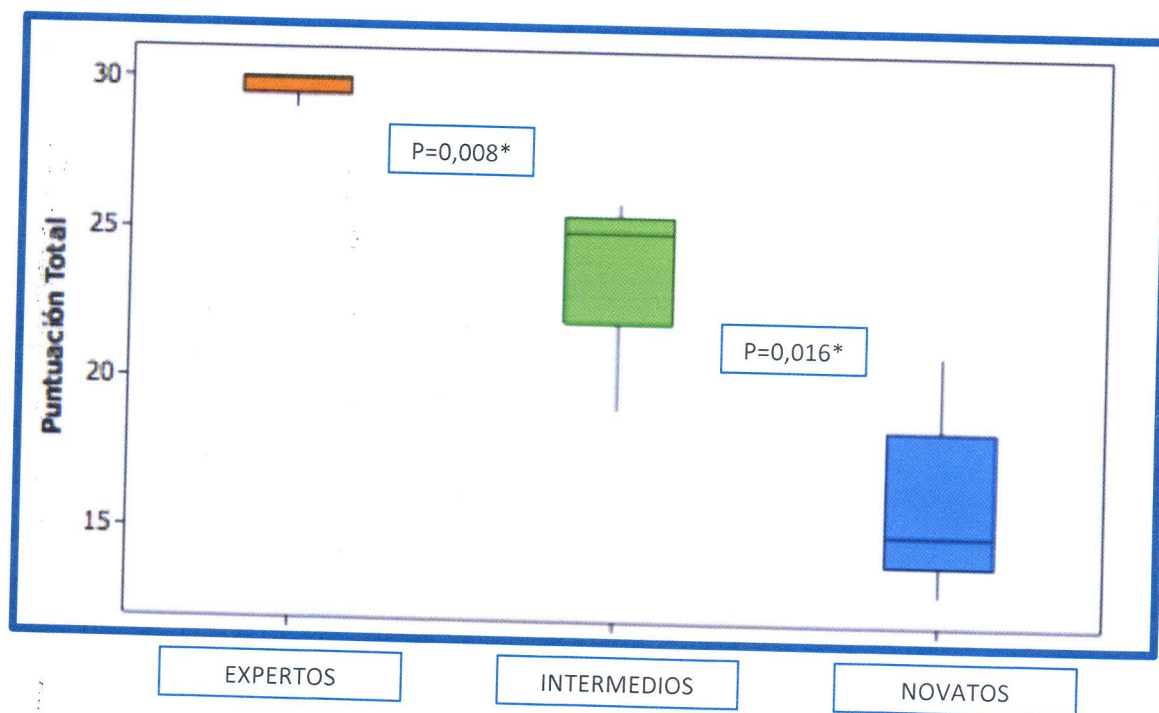 Puntuación Total
30
25
20
15
P=0,008*
P=0,016*
EXPERTOS
INTERMEDIOS
NOVATOS